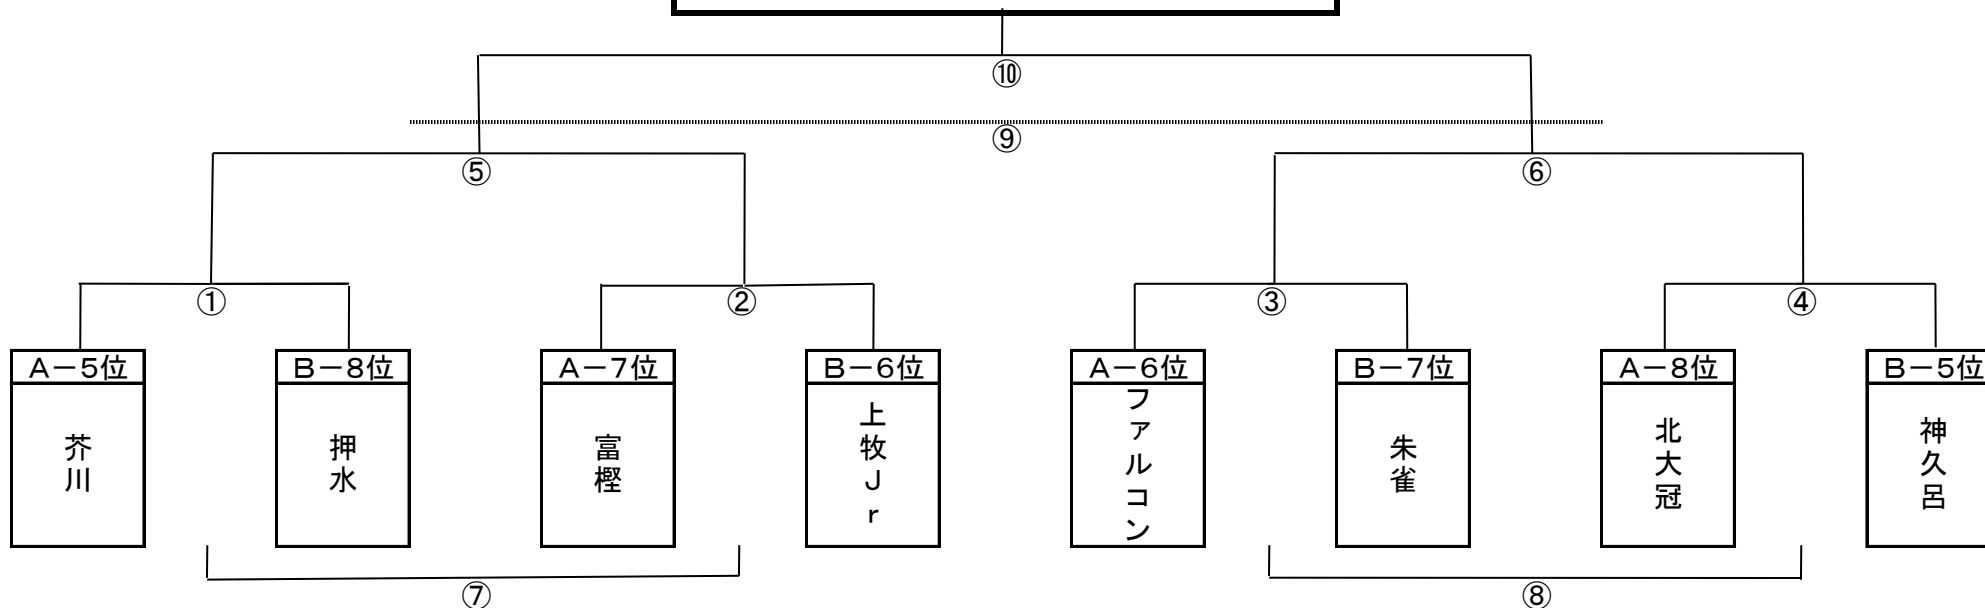 ⑩
⑨
⑤
⑥
①
②
③
④
A－5位
B－8位
A－7位
B－6位
A－6位
B－7位
A－8位
B－5位
芥川
押水
富樫
上牧Jr
ファルコン
朱雀
北大冠
神久呂
⑦
⑧